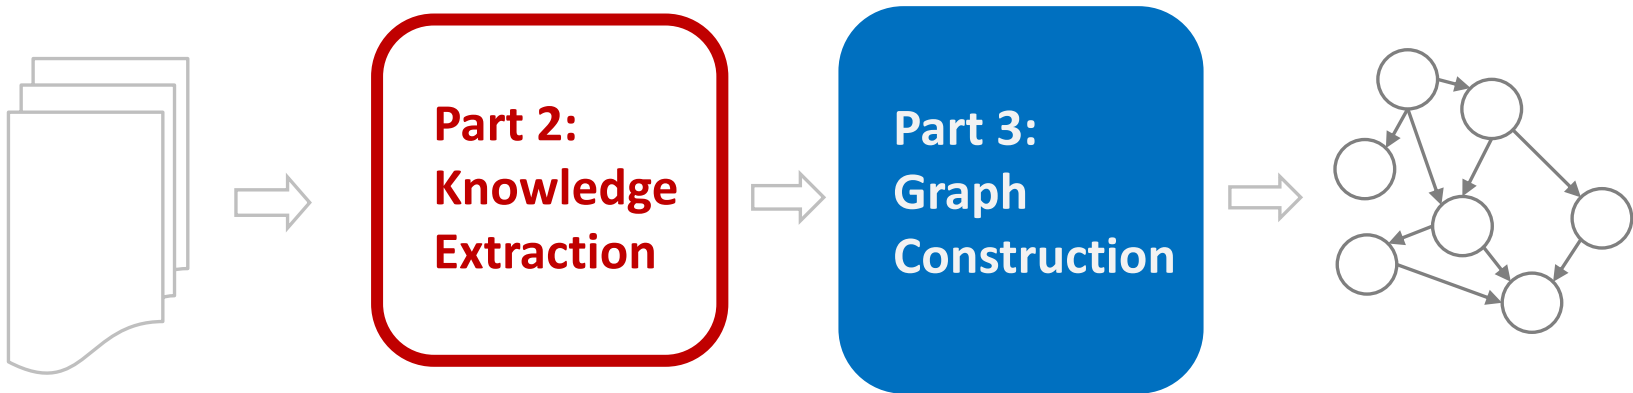 Part 2:
Knowledge
Extraction
Part 3:
Graph
Construction